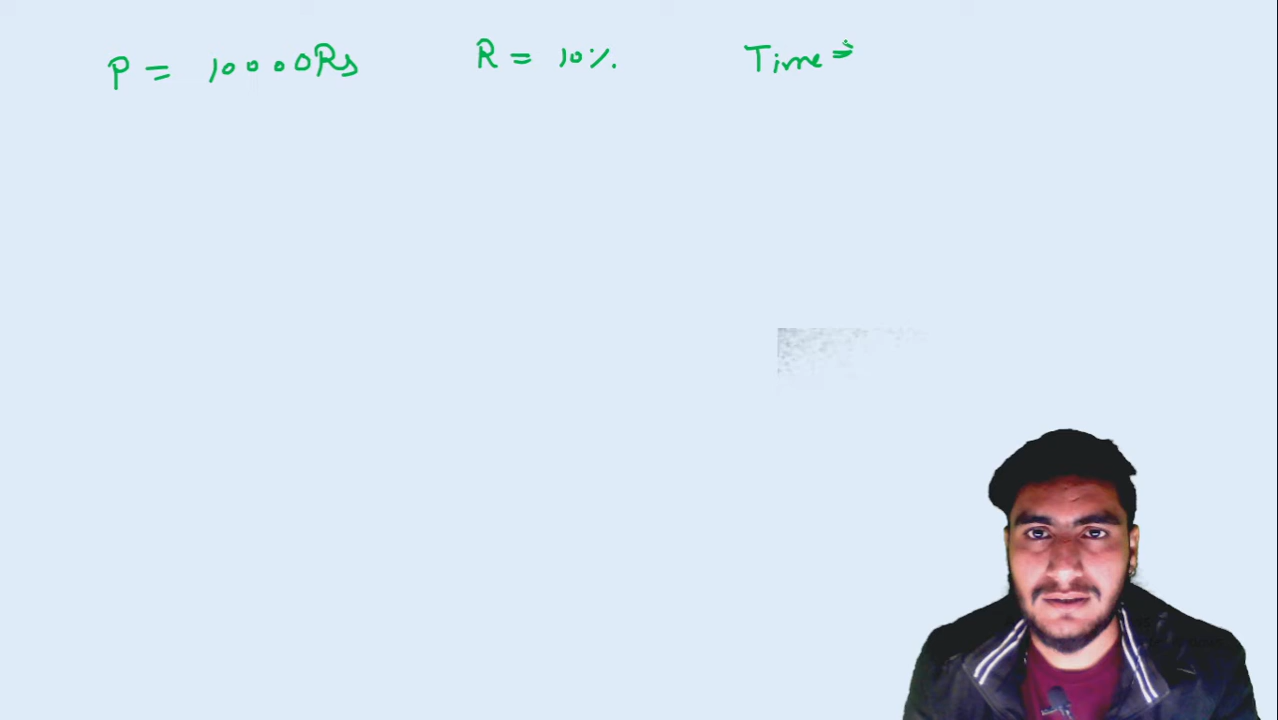 P = 10000Rs R = 10% Time =